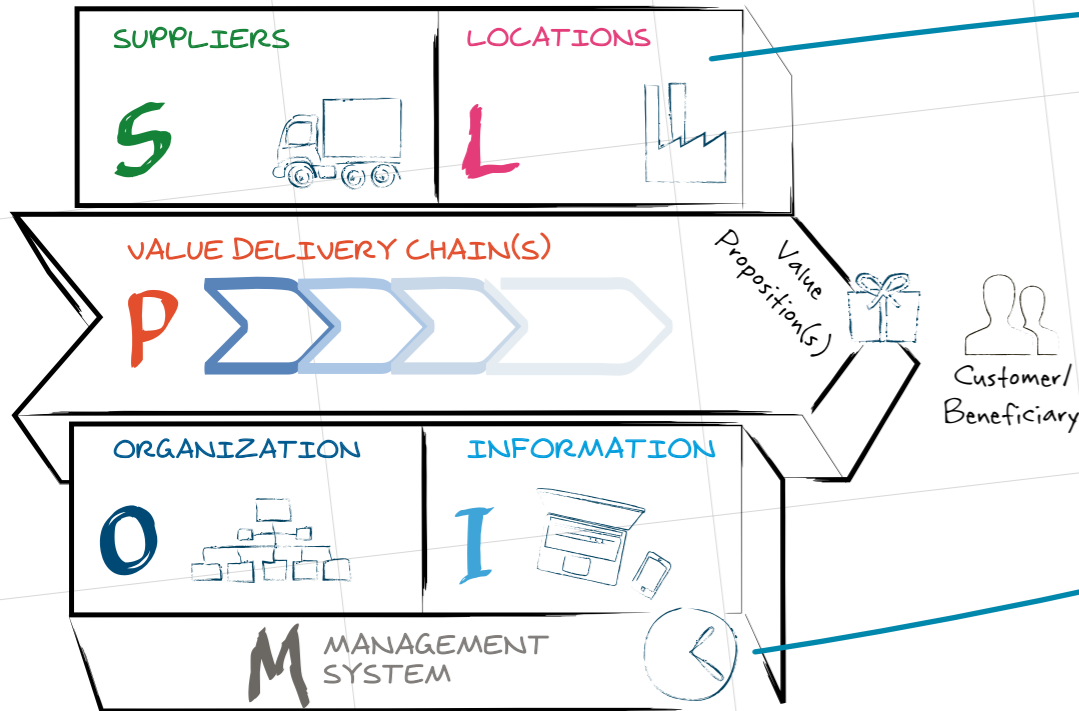 SUPPLIERS
LOCATIONS
S
L
VALUE DELIVERY CHAIN(S)
P
Value
Proposition(s)
Customer/
Beneficiary
ORGANIZATION
INFORMATION
O
I
M
MANAGEMENT
SYSTEM